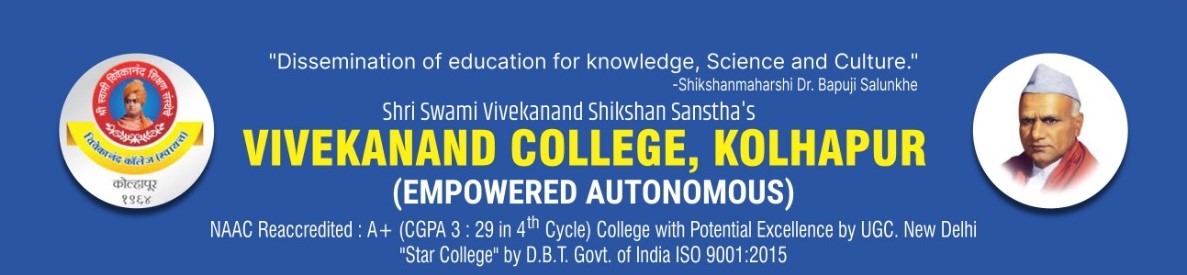 "Dissemination of education for knowledge, Science and Culture."
-Shikshanmaharshi Dr. Bapuji Salunkhe
Shri Swami Vivekanand Shikshan Sanstha's
VIVEKANAND COLLEGE, KOLHAPUR
(EMPOWERED AUTONOMOUS)
NAAC Reaccredited : A+ (CGPA 3 : 29 in 4th Cycle) College with Potential Excellence by UGC. New Delhi
"Star College" by D.B.T. Govt. of India ISO 9001:2015
श्री स्वामी विवेकानंद शिक्षण संस्थेचे
विवेकानंद कॉलेज (स्वायत्त)
कोल्हापूर
१९६४